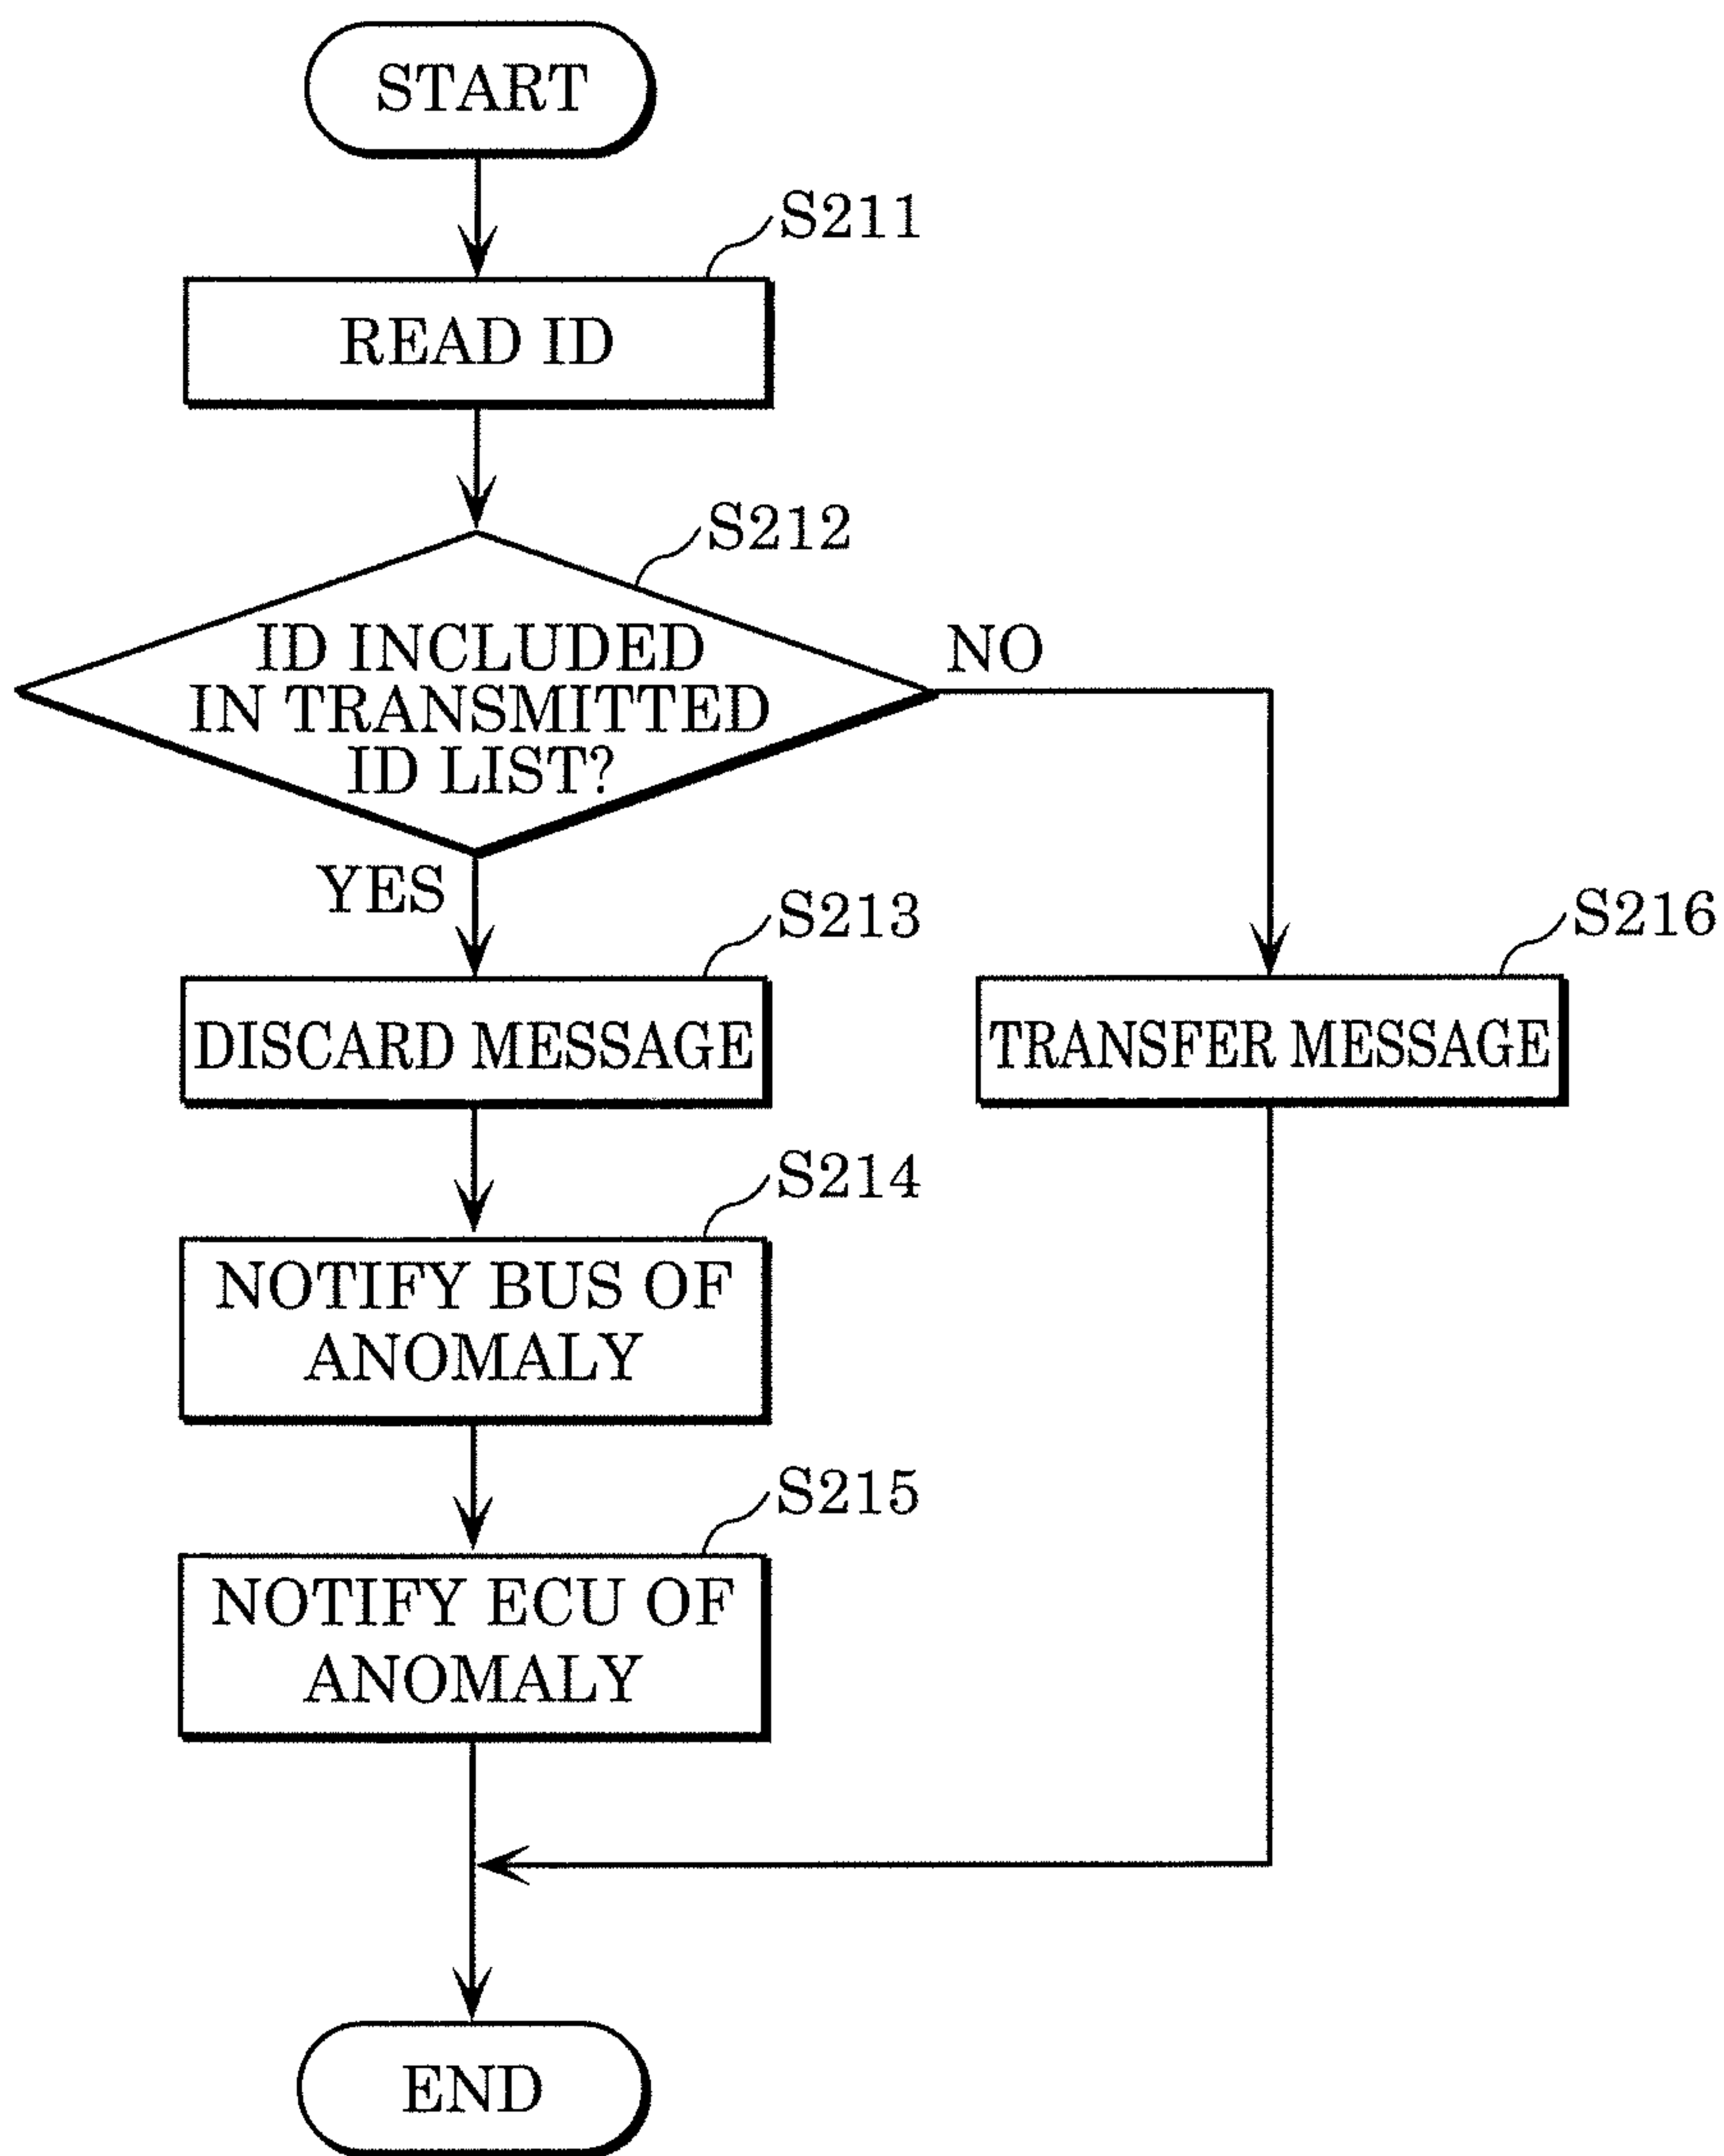 START
S211
READ ID
S212
ID INCLUDED
IN TRANSMITTED
ID LIST?
NO
YES
S213
DISCARD MESSAGE
S216
TRANSFER MESSAGE
S214
NOTIFY BUS OF
ANOMALY
S215
NOTIFY ECU OF
ANOMALY
END